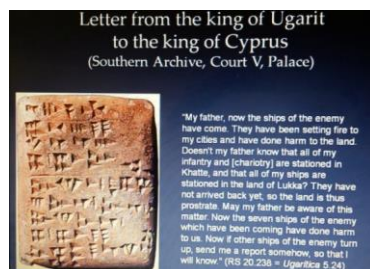 Letter from the king of Ugarit
to the king of Cyprus
(Southern Archive, Court V, Palace)
"My father, now the ships of the enemy
have come. They have been setting fire to
my cities and have done harm to the land.
Doesn't my father know that all of my
infantry and [chariotry] are stationed in
Khatte, and that all of my ships are
stationed in the land of Lukka? They have
not arrived back yet, so the land is thus
prostrate. May my father be aware of this
matter. Now the seven ships of the enemy
which have been coming have done harm
to us. Now if other ships of the enemy turn
up, send me a report somehow, so that I
will know." (RS 20.238 = Ugaritica 5.24)